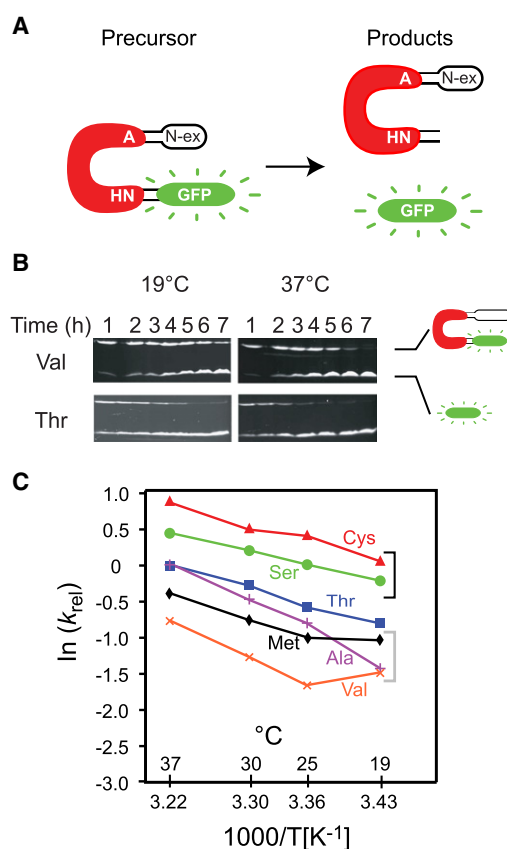 A
Precursor Products
A N-ex
HN GFP
A N-ex
HN
GFP
B
19°C 37°C
Time (h) 1 2 3 4 5 6 7 1 2 3 4 5 6 7
Val
Thr
C
ln (krel)
1.0
0.5
0
-0.5
-1.0
-1.5
-2.0
-2.5
-3.0
Cys
Ser
Thr
Met
Ala
Val
°C
37 30 25 19
3.22 3.30 3.36 3.43
1000/T[K-1]